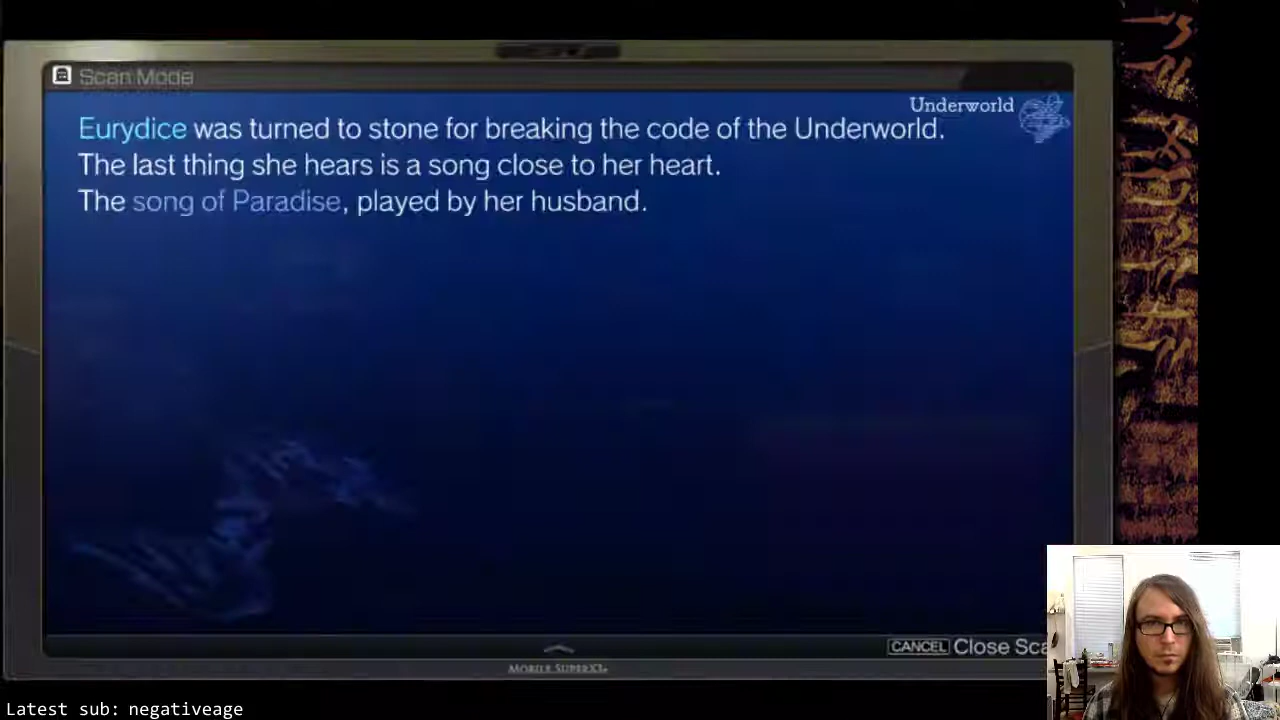 Scan Mode
Underworld
Eurydice was turned to stone for breaking the code of the Underworld.
The last thing she hears is a song close to her heart.
The song of Paradise, played by her husband.
CANCEL Close Sca
MOBILE SUPERX3
Latest sub: negativeage